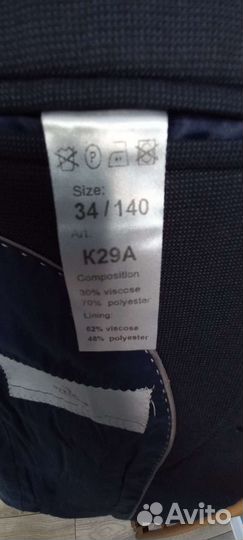 P
Size:
34 / 140
Art.
K29A
Composition
30% viscose
70% polyester
Lining:
52% viscose
48% polyester
Avito